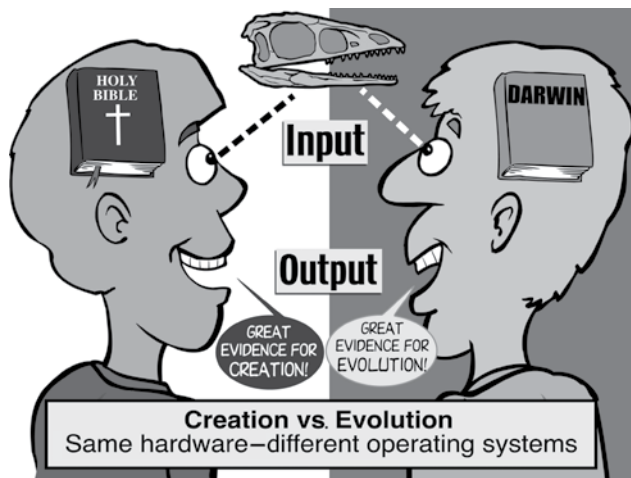 HOLY
BIBLE
DARWIN
Input
Output
GREAT
EVIDENCE FOR
CREATION!
GREAT
EVIDENCE FOR
EVOLUTION!
Creation vs. Evolution
Same hardware–different operating systems